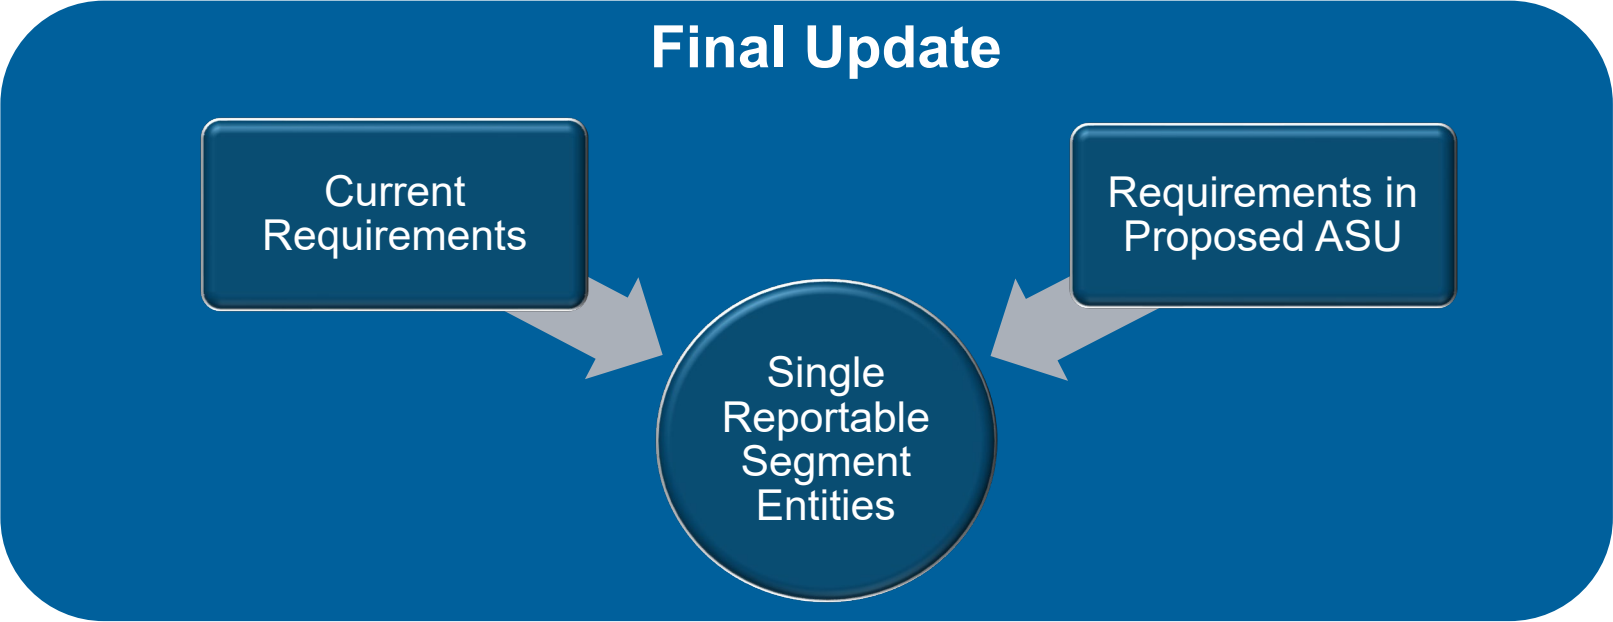 Final Update
Current
Requirements
Requirements in
Proposed ASU
Single
Reportable
Segment
Entities